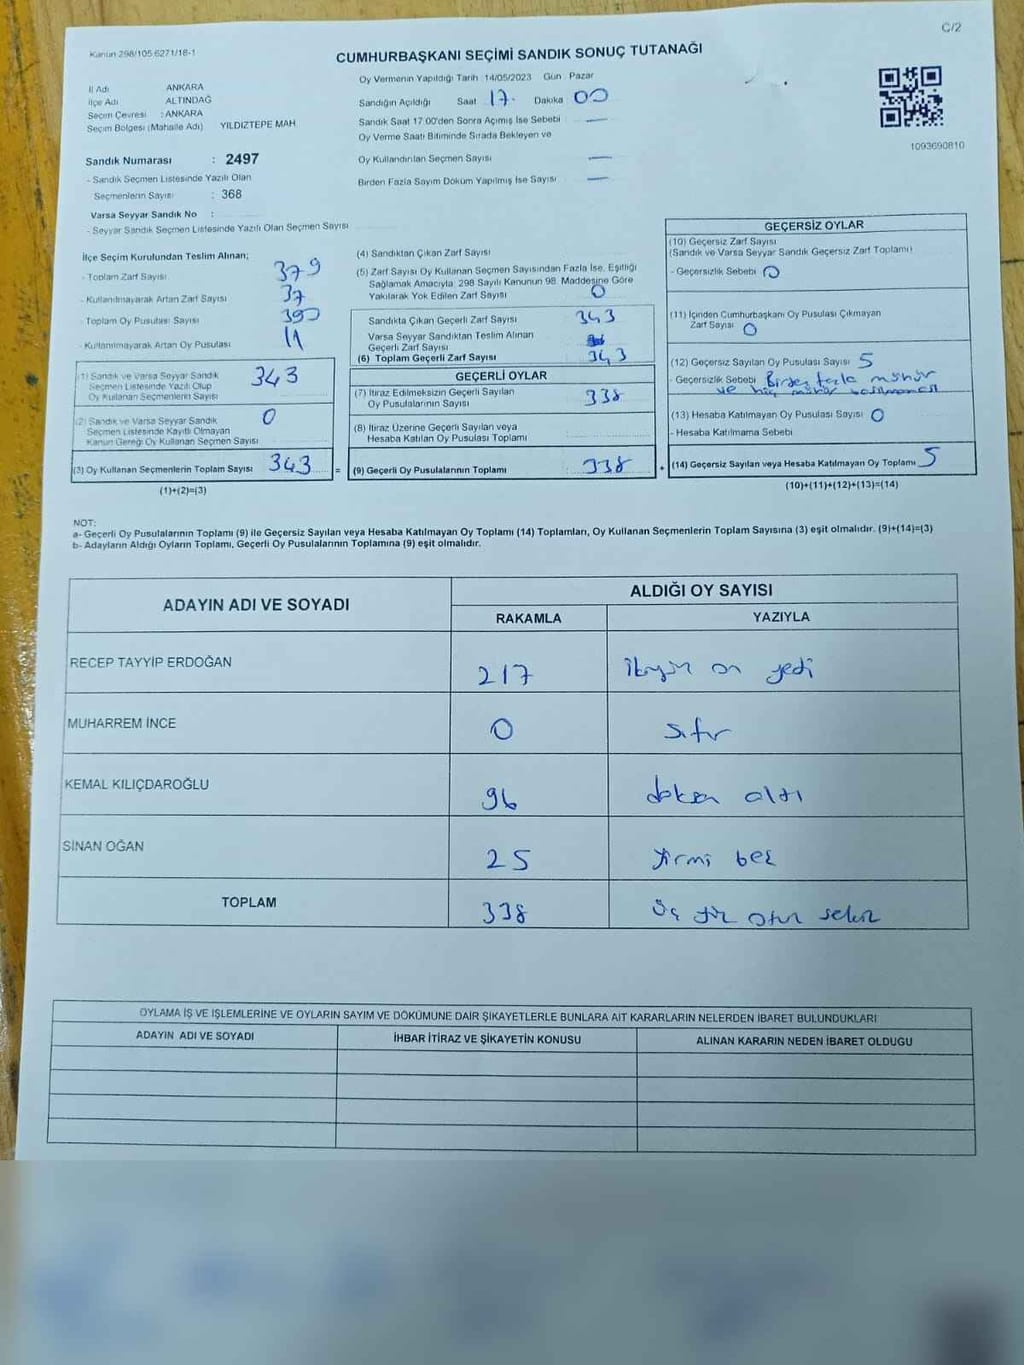 C/2
Kanun 298/105 6271/18-1
CUMHURBAŞKANI SEÇİMİ SANDIK SONUÇ TUTANAĞI
İl Adı ANKARA
İlçe Adı ALTINDAĞ
Seçim Çevresi : ANKARA
Seçim Bölgesi (Mahalle Adı) YILDIZTEPE MAH
Sandık Numarası : 2497
- Sandık Seçmen Listesinde Yazılı Olan
Seçmenlerin Sayısı : 368
Varsa Seyyar Sandık No :
- Seyyar Sandık Seçmen Listesinde Yazılı Olan Seçmen Sayısı
Oy Vermenin Yapıldığı Tarih 14/05/2023 Gün Pazar
Sandığın Açıldığı Saat 17. Dakika 00
Sandık Saat 17.00'den Sonra Açımış İse Sebebi —
Oy Verme Saati Bitiminde Sırada Bekleyen ve
Oy Kullandırılan Seçmen Sayısı —
Birden Fazla Sayım Döküm Yapılmış İse Sayısı —
1093690810
İlçe Seçim Kurulundan Teslim Alınan;
- Toplam Zarf Sayısı 379
- Kullanılmayarak Artan Zarf Sayısı 37
- Toplam Oy Pusulası Sayısı 390
- Kullanılmayarak Artan Oy Pusulası 11
(1) Sandık ve Varsa Seyyar Sandık
Seçmen Listesinde Yazılı Olup
Oy Kullanan Seçmenlerin Sayısı 343
(2) Sandık ve Varsa Seyyar Sandık
Seçmen Listesinde Kayıtlı Olmayan
Kanun Gereği Oy Kullanan Seçmen Sayısı 0
(3) Oy Kullanan Seçmenlerin Toplam Sayısı 343 =
(1)+(2)=(3)
(4) Sandıktan Çıkan Zarf Sayısı
(5) Zarf Sayısı Oy Kullanan Seçmen Sayısından Fazla İse, Eşitliği
Sağlamak Amacıyla 298 Sayılı Kanunun 98. Maddesine Göre
Yakılarak Yok Edilen Zarf Sayısı 0
Sandıkta Çıkan Geçerli Zarf Sayısı 343
Varsa Seyyar Sandıktan Teslim Alınan
Geçerli Zarf Sayısı
(6) Toplam Geçerli Zarf Sayısı 343
GEÇERLİ OYLAR
(7) İtiraz Edilmeksizin Geçerli Sayılan
Oy Pusulalarının Sayısı 338
(8) İtiraz Üzerine Geçerli Sayılan veya
Hesaba Katılan Oy Pusulası Toplamı
(9) Geçerli Oy Pusulalarının Toplamı : 338 +
GEÇERSİZ OYLAR
(10) Geçersiz Zarf Sayısı
(Sandık ve Varsa Seyyar Sandık Geçersiz Zarf Toplamı)
- Geçersizlik Sebebi 0
(11) İçinden Cumhurbaşkanı Oy Pusulası Çıkmayan
Zarf Sayısı 0
(12) Geçersiz Sayılan Oy Pusulası Sayısı 5
- Geçersizlik Sebebi Birden fazla mühür
ve hiç mühür basılmaması
(13) Hesaba Katılmayan Oy Pusulası Sayısı 0
- Hesaba Katılmama Sebebi
(14) Geçersiz Sayılan veya Hesaba Katılmayan Oy Toplamı 5
(10)+(11)+(12)+(13)=(14)
NOT:
a- Geçerli Oy Pusulalarının Toplamı (9) ile Geçersiz Sayılan veya Hesaba Katılmayan Oy Toplamı (14) Toplamları, Oy Kullanan Seçmenlerin Toplam Sayısına (3) eşit olmalıdır. (9)+(14)=(3)
b- Adayların Aldığı Oyların Toplamı, Geçerli Oy Pusulalarının Toplamına (9) eşit olmalıdır.
ADAYIN ADI VE SOYADI ALDIĞI OY SAYISI
RAKAMLA YAZIYLA
RECEP TAYYİP ERDOĞAN 217 ikiyüz on yedi
MUHARREM İNCE 0 sıfır
KEMAL KILIÇDAROĞLU 96 doksan altı
SİNAN OĞAN 25 yirmi beş
TOPLAM 338 üç yüz otuz sekiz
OYLAMA İŞ VE İŞLEMLERİNE VE OYLARIN SAYIM VE DÖKÜMÜNE DAİR ŞİKAYETLERLE BUNLARA AİT KARARLARIN NELERDEN İBARET BULUNDUKLARI
ADAYIN ADI VE SOYADI İHBAR İTİRAZ VE ŞİKAYETİN KONUSU ALINAN KARARIN NEDEN İBARET OLDUĞU